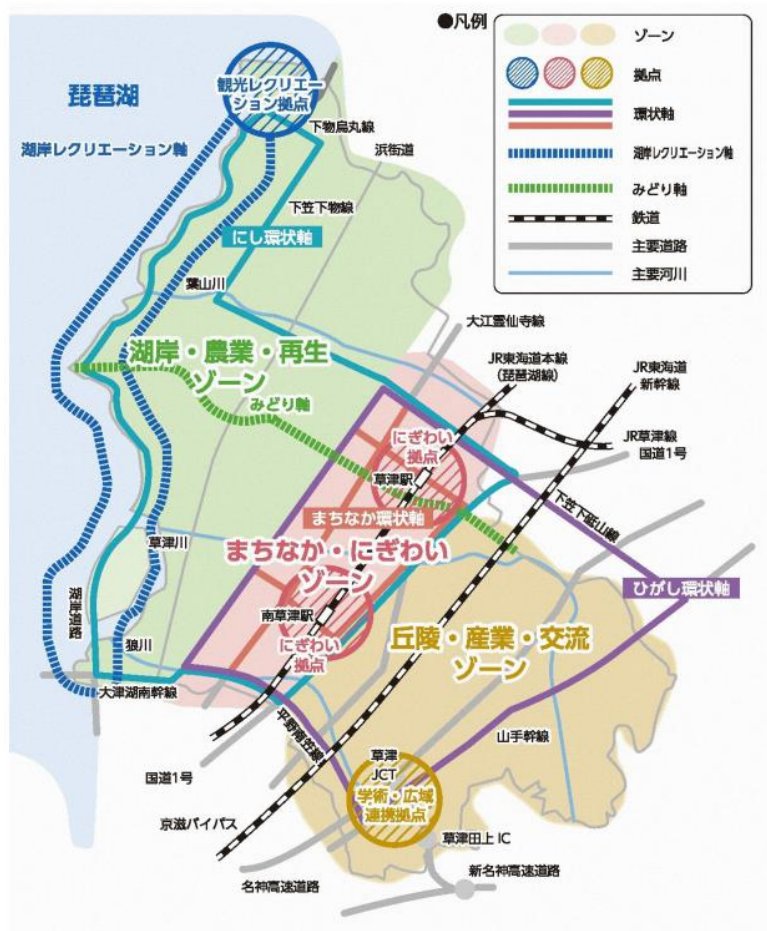 ●凡例
ゾーン
拠点
環状軸
湖岸レクリエーション軸
みどり軸
鉄道
主要道路
主要河川
琵琶湖
湖岸レクリエーション軸
観光レクリエー
ション拠点
下物烏丸線
浜街道
下笠下物線
にし環状軸
葉山川
大江霊仙寺線
湖岸・農業・再生
ゾーン
みどり軸
JR東海道本線
(琵琶湖線)
JR東海道
新幹線
JR草津線
国道1号
にぎわい
拠点
草津駅
まちなか環状軸
下笠下砥山線
草津川
まちなか・にぎわい
ゾーン
ひがし環状軸
湖岸道路
南草津駅
にぎわい
拠点
狼川
丘陵・産業・交流
ゾーン
大津湖南幹線
平野南笠線
山手幹線
国道1号
草津
JCT
学術・広域
連携拠点
京滋バイパス
草津田上 IC
名神高速道路
新名神高速道路